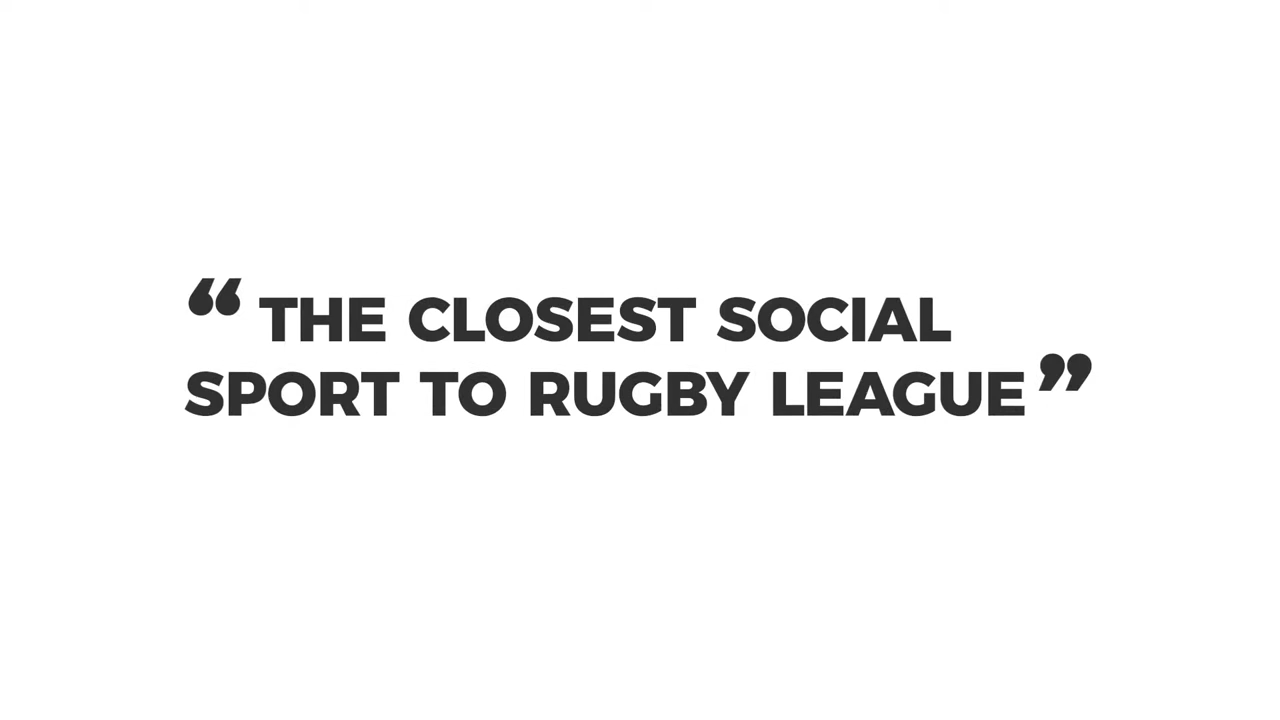 “ THE CLOSEST SOCIAL
SPORT TO RUGBY LEAGUE ”